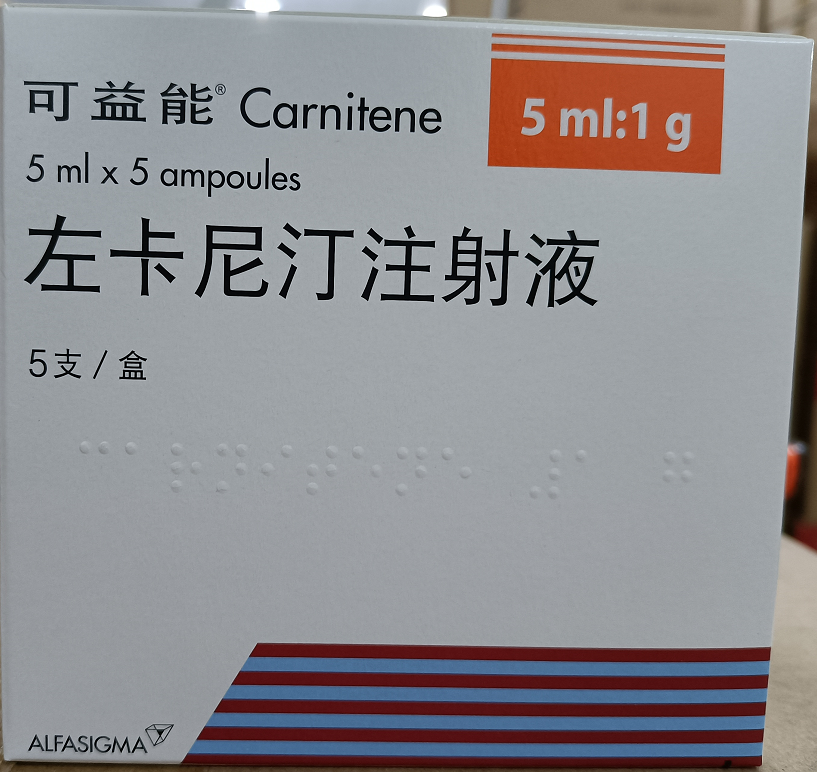 可益能® Carnitene
5 ml:1 g
5 ml x 5 ampoules
左卡尼汀注射液
5支 / 盒
ALFASIGMA